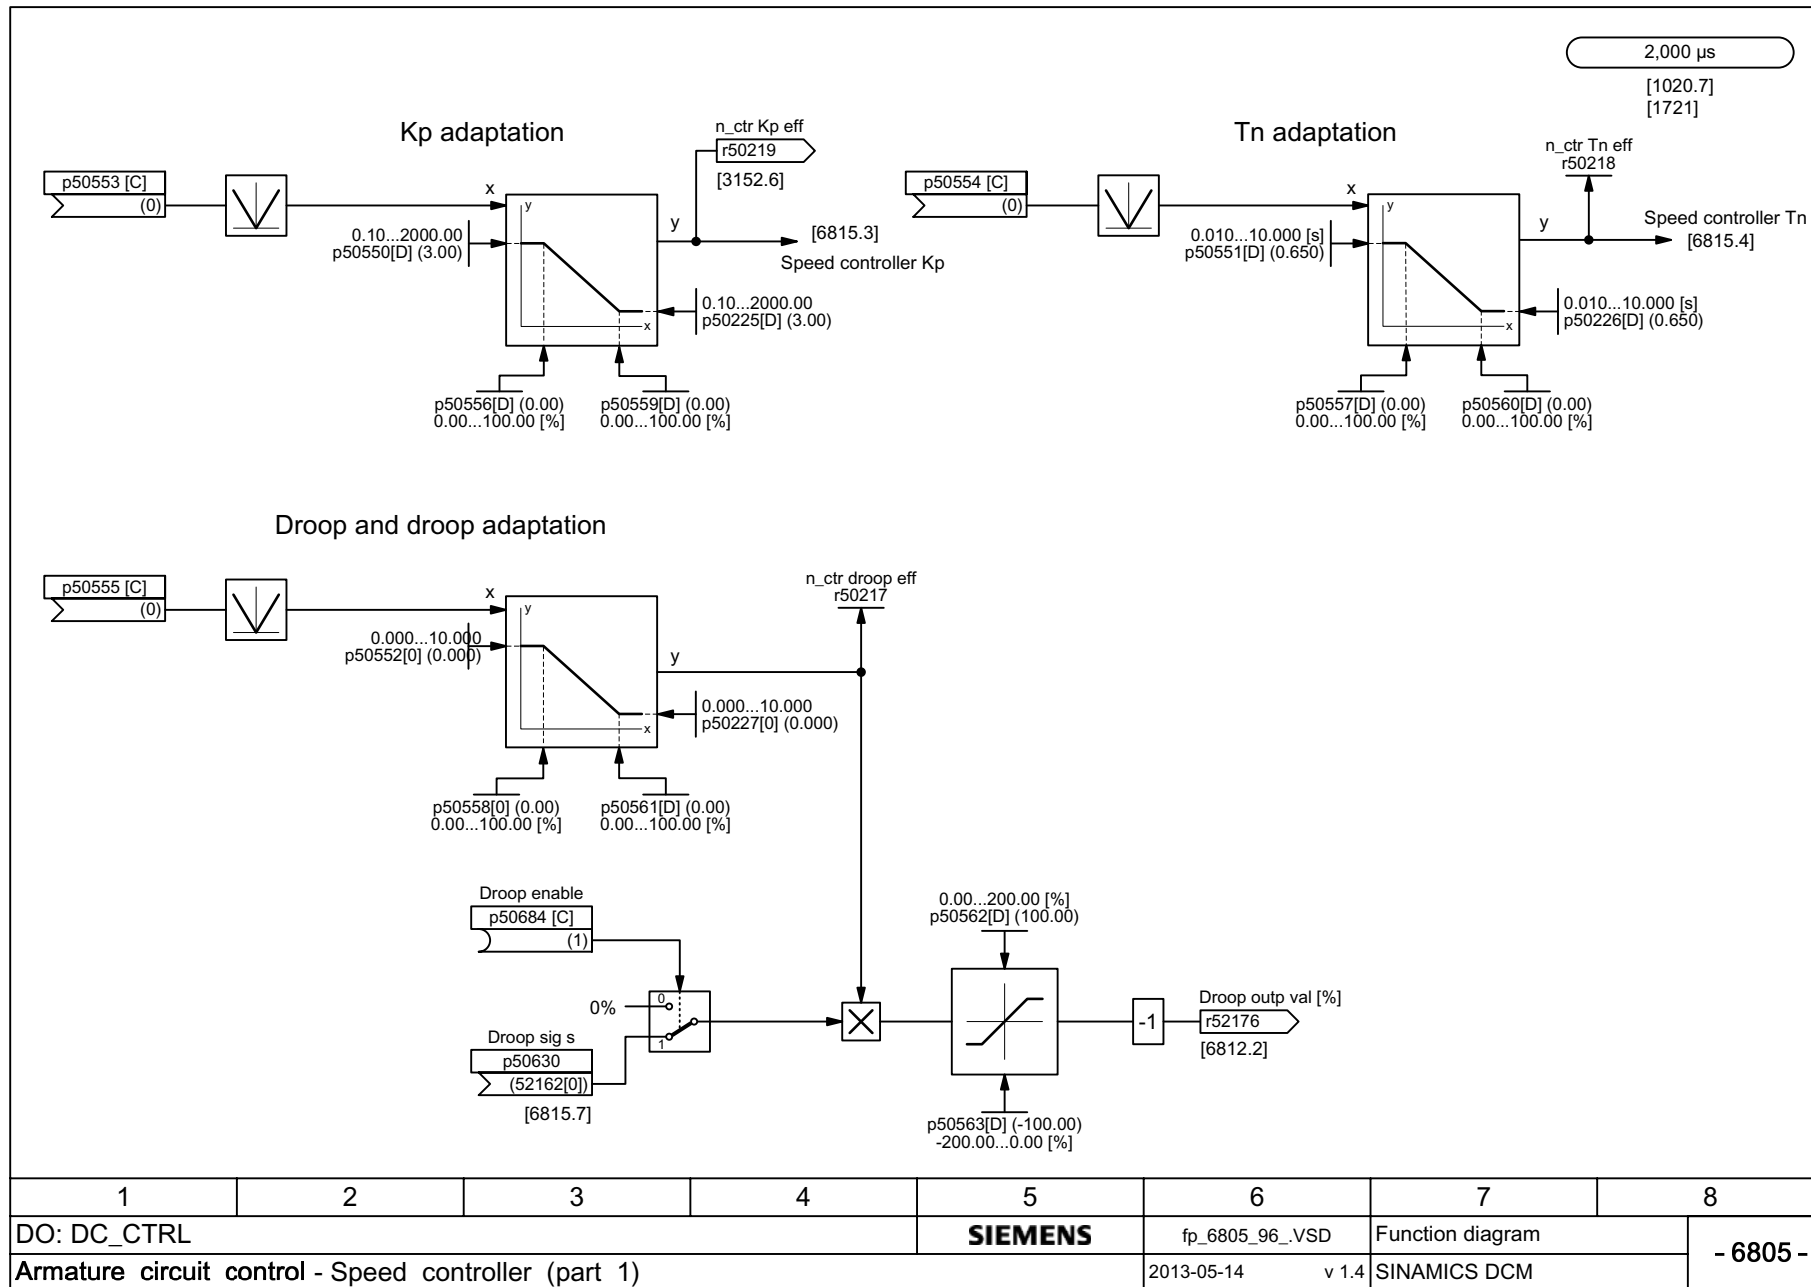 2,000 µs
[1020.7]
[1721]
Kp adaptation
n_ctr Kp eff
r50219
[3152.6]
p50553 [C]
(0)
x
y
x
0.10...2000.00
p50550[D] (3.00)
y
[6815.3]
Speed controller Kp
0.10...2000.00
p50225[D] (3.00)
p50556[D] (0.00)
0.00...100.00 [%]
p50559[D] (0.00)
0.00...100.00 [%]
Tn adaptation
n_ctr Tn eff
r50218
p50554 [C]
(0)
x
y
x
0.010...10.000 [s]
p50551[D] (0.650)
y
Speed controller Tn
[6815.4]
0.010...10.000 [s]
p50226[D] (0.650)
p50557[D] (0.00)
0.00...100.00 [%]
p50560[D] (0.00)
0.00...100.00 [%]
Droop and droop adaptation
n_ctr droop eff
r50217
p50555 [C]
(0)
x
y
x
0.000...10.000
p50552[0] (0.000)
y
0.000...10.000
p50227[0] (0.000)
p50558[0] (0.00)
0.00...100.00 [%]
p50561[D] (0.00)
0.00...100.00 [%]
Droop enable
p50684 [C]
(1)
0%
0
1
Droop sig s
p50630
(52162[0])
[6815.7]
0.00...200.00 [%]
p50562[D] (100.00)
p50563[D] (-100.00)
-200.00...0.00 [%]
-1
Droop outp val [%]
r52176
[6812.2]
1 2 3 4 5 6 7 8
DO: DC_CTRL
SIEMENS
fp_6805_96_.VSD
Function diagram
- 6805 -
Armature circuit control - Speed controller (part 1)
2013-05-14 v 1.4
SINAMICS DCM